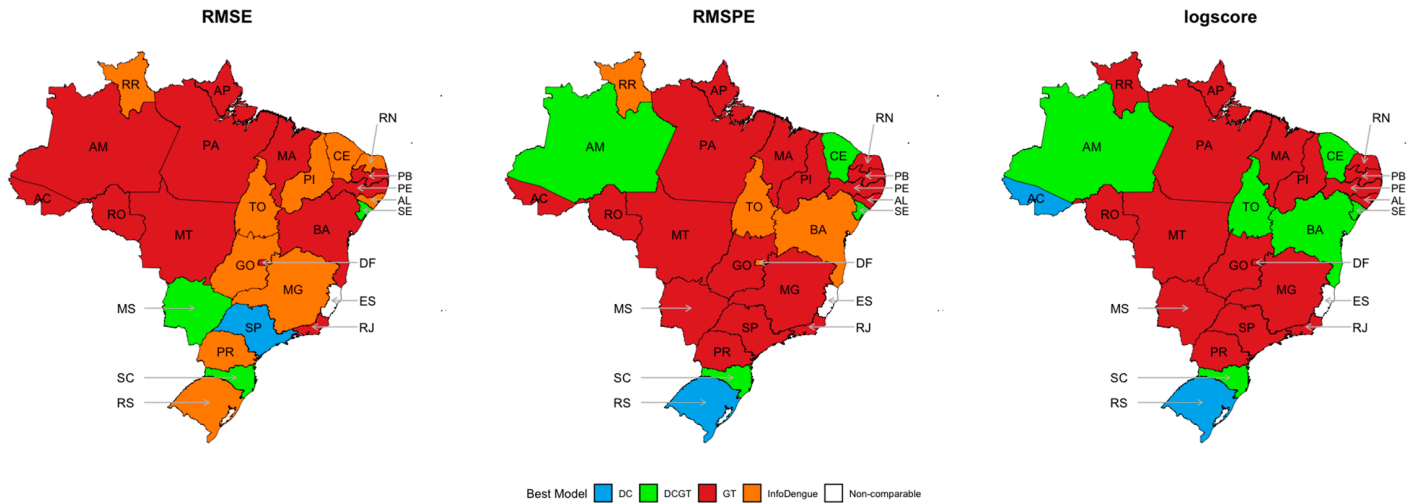 RMSE
RR
AP
RN
AM
PA
MA
CE
PI
PB
PE
AL
SE
AC
RO
TO
BA
MT
GO
DF
MG
ES
MS
SP
RJ
PR
SC
RS
RMSPE
RR
AP
RN
AM
PA
MA
CE
PI
PB
PE
AL
SE
AC
RO
TO
BA
MT
GO
DF
MG
ES
MS
SP
RJ
PR
SC
RS
logscore
RR
AP
RN
AM
PA
MA
CE
PI
PB
PE
AL
SE
AC
RO
TO
BA
MT
GO
DF
MG
ES
MS
SP
RJ
PR
SC
RS
Best Model DC DCGT GT InfoDengue Non-comparable